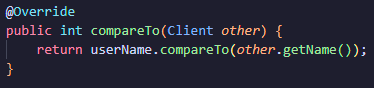 @Override
public int compareTo(Client other) {
    return userName.compareTo(other.getName());
}